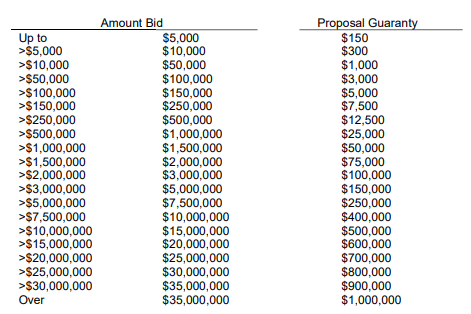 Amount Bid Proposal Guaranty
Up to $5,000 $150
>$5,000 $10,000 $300
>$10,000 $50,000 $1,000
>$50,000 $100,000 $3,000
>$100,000 $150,000 $5,000
>$150,000 $250,000 $7,500
>$250,000 $500,000 $12,500
>$500,000 $1,000,000 $25,000
>$1,000,000 $1,500,000 $50,000
>$1,500,000 $2,000,000 $75,000
>$2,000,000 $3,000,000 $100,000
>$3,000,000 $5,000,000 $150,000
>$5,000,000 $7,500,000 $250,000
>$7,500,000 $10,000,000 $400,000
>$10,000,000 $15,000,000 $500,000
>$15,000,000 $20,000,000 $600,000
>$20,000,000 $25,000,000 $700,000
>$25,000,000 $30,000,000 $800,000
>$30,000,000 $35,000,000 $900,000
Over $35,000,000 $1,000,000